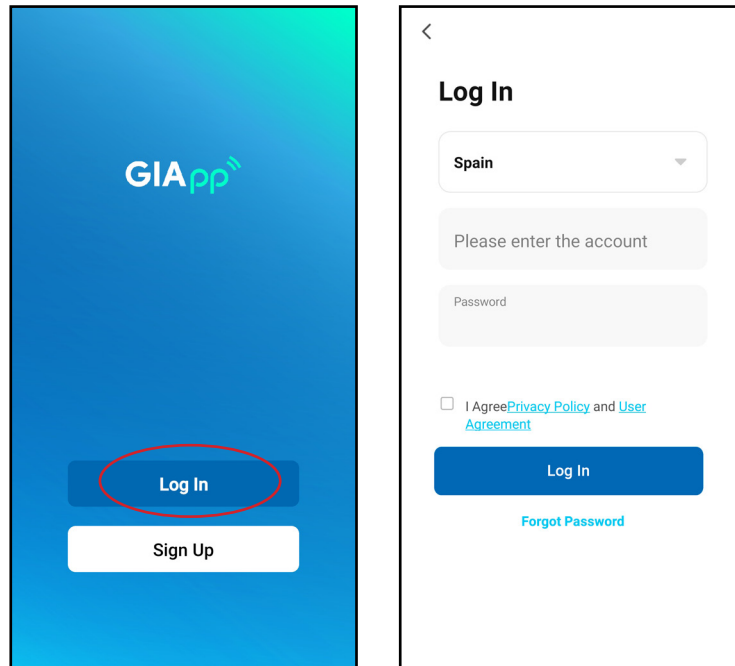 GIApp
Log In
Sign Up
Log In
Spain
Please enter the account
Password
I AgreePrivacy Policy and User
Agreement
Log In
Forgot Password